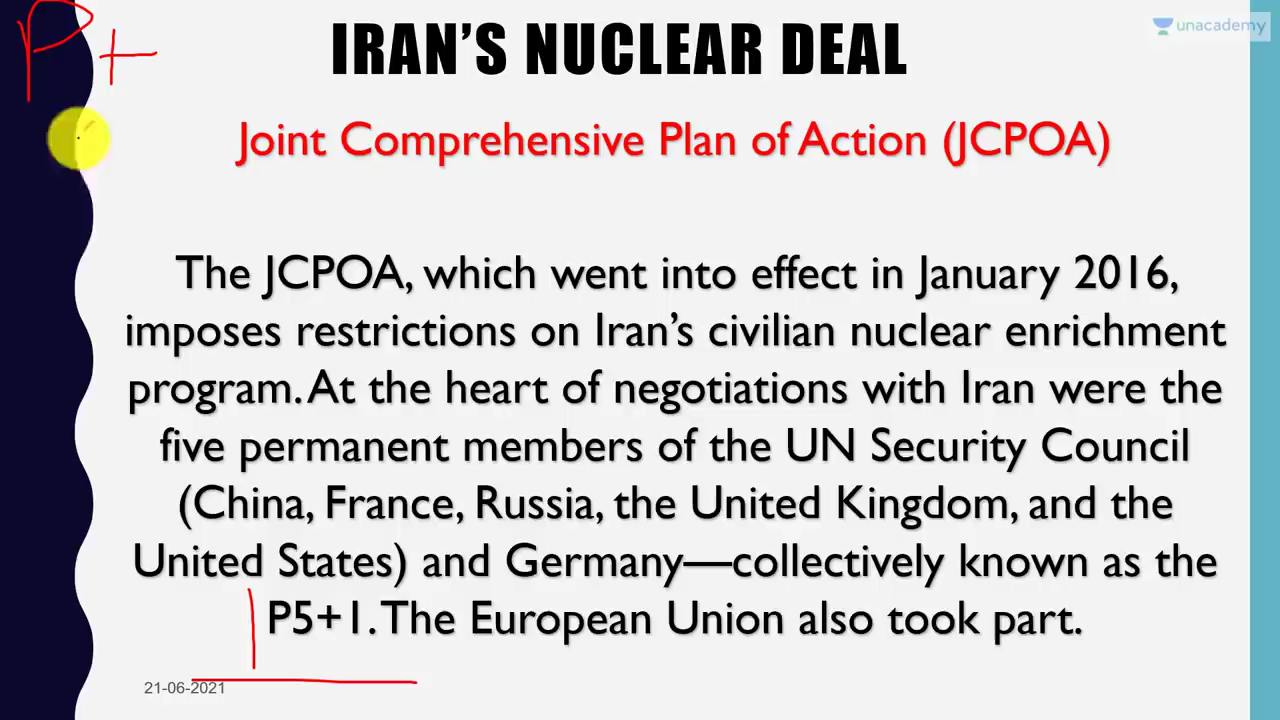 P+
unacademy
IRAN'S NUCLEAR DEAL
Joint Comprehensive Plan of Action (JCPOA)
The JCPOA, which went into effect in January 2016,
imposes restrictions on Iran's civilian nuclear enrichment
program. At the heart of negotiations with Iran were the
five permanent members of the UN Security Council
(China, France, Russia, the United Kingdom, and the
United States) and Germany—collectively known as the
P5+1. The European Union also took part.
21-06-2021